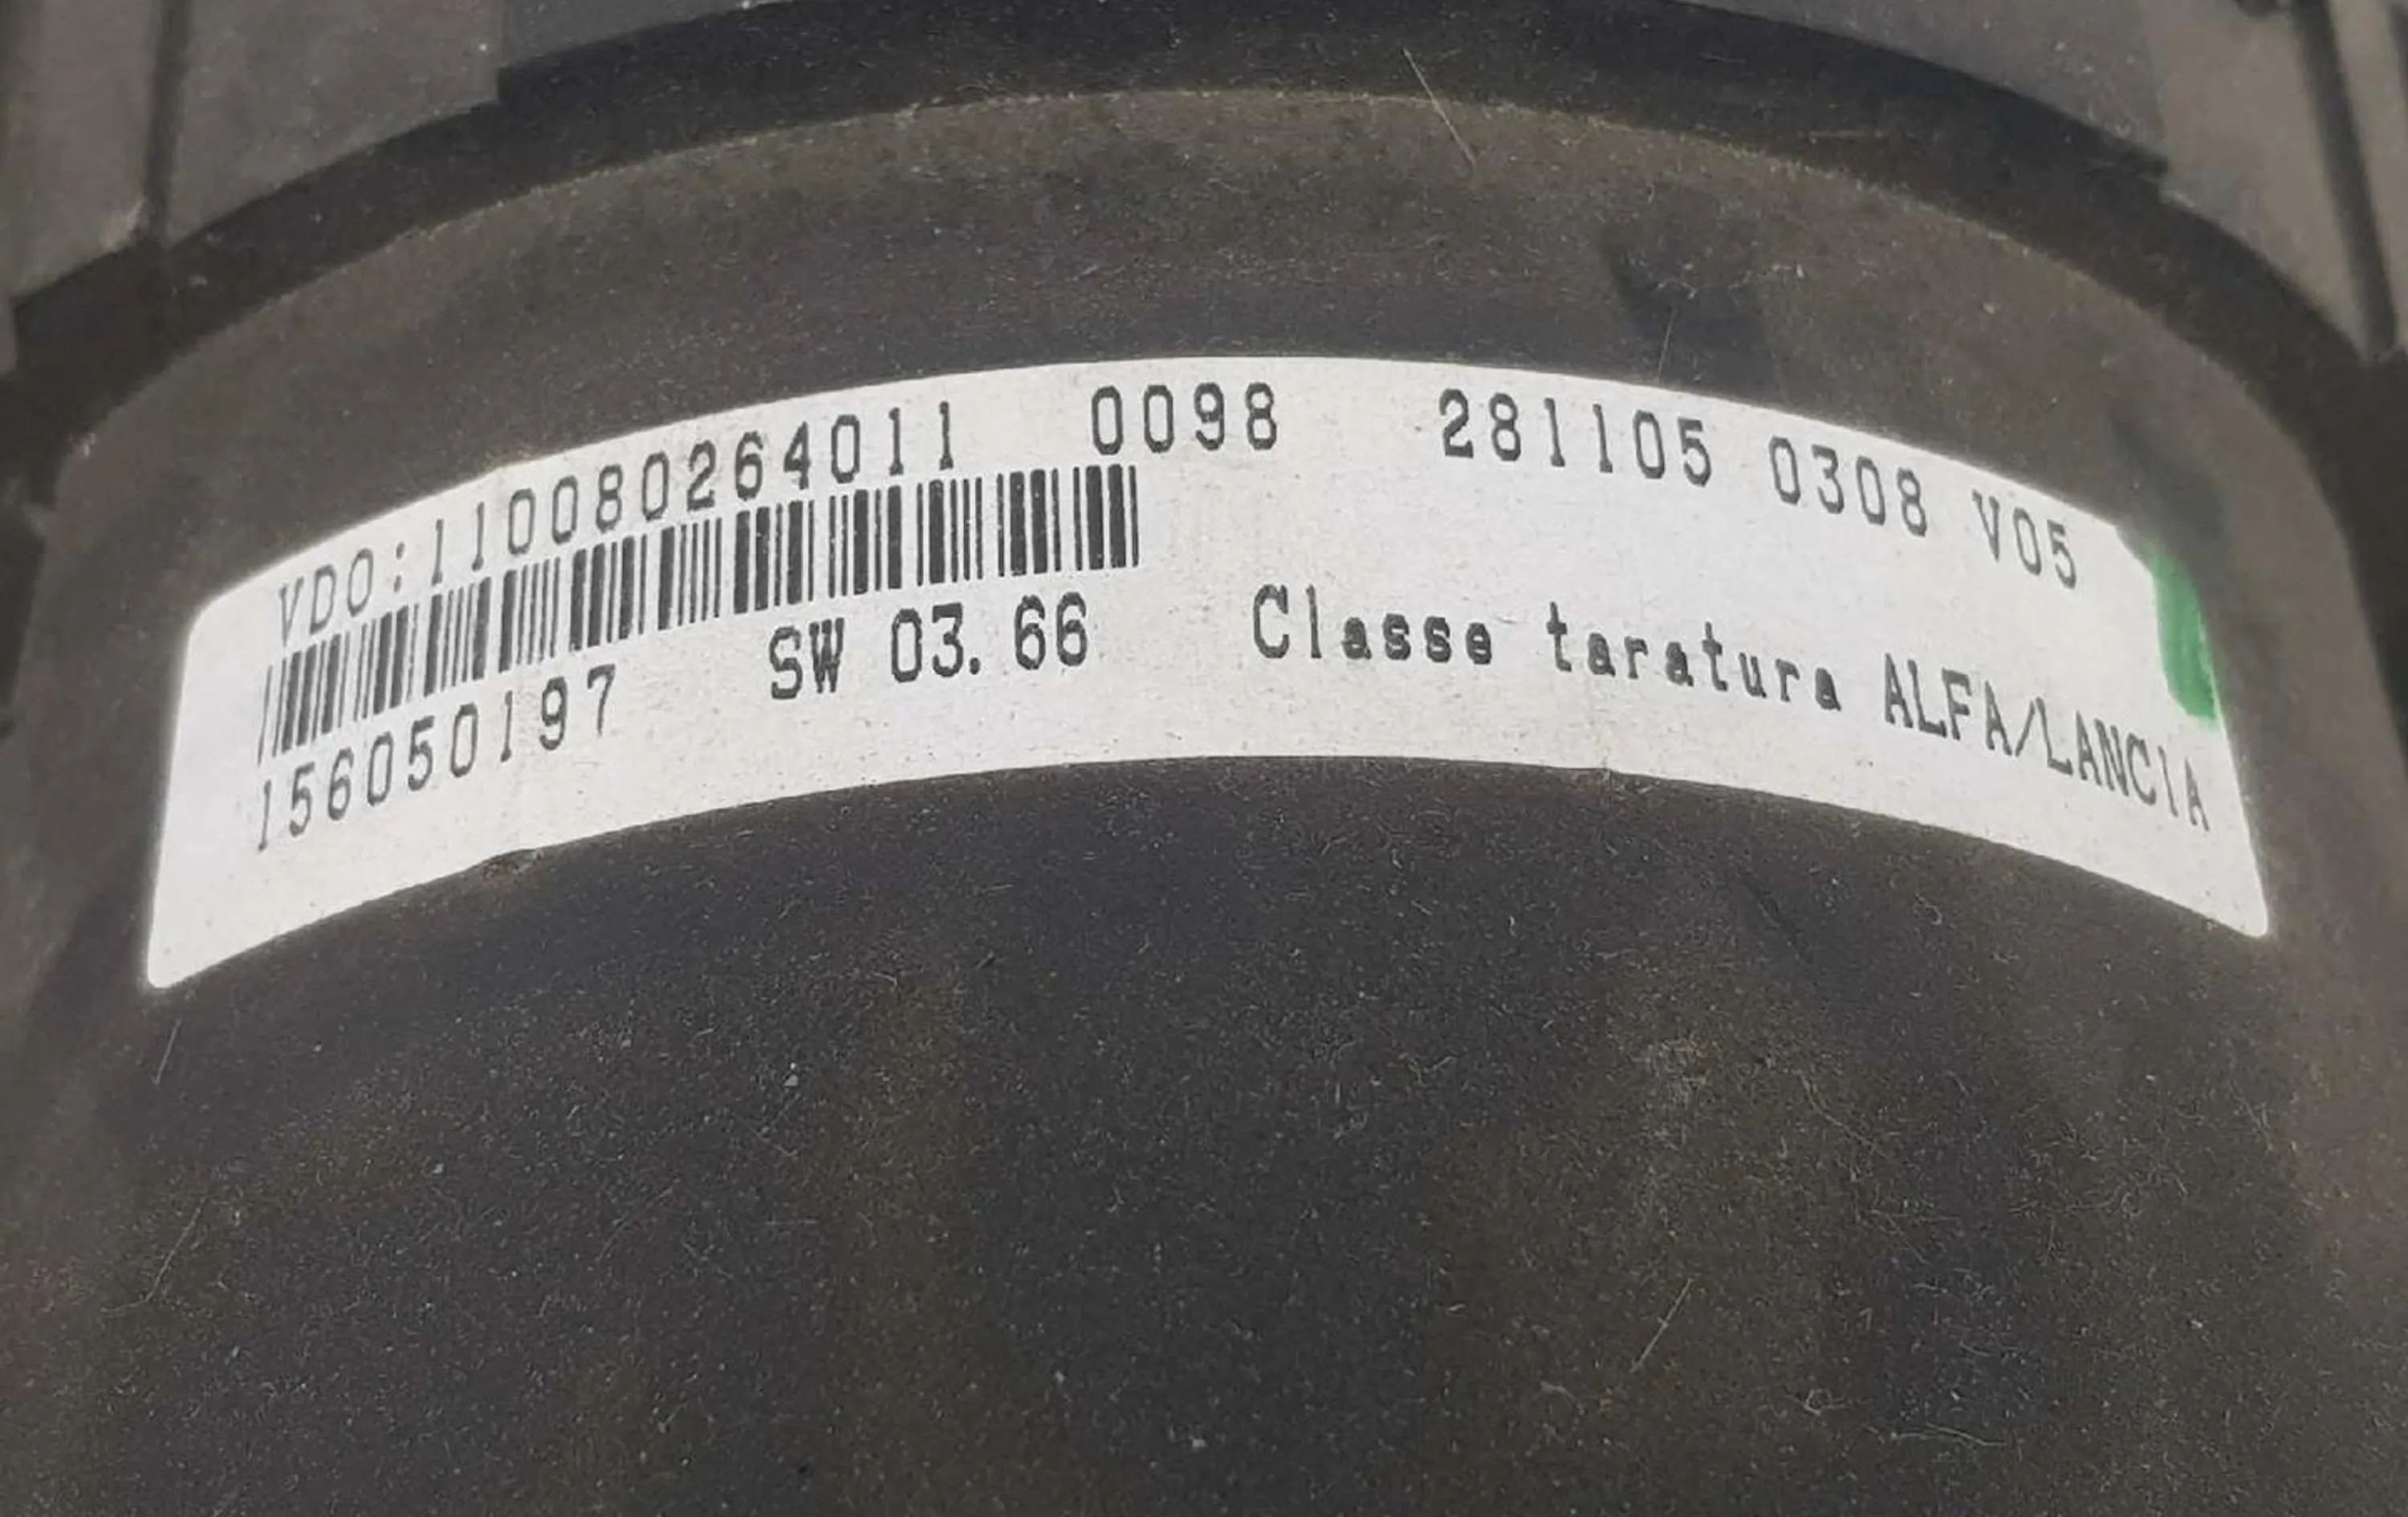 VDO:110080264011 0098 281105 0308 V05
156050197 SW 03.66 Classe taratura ALFA/LANCIA